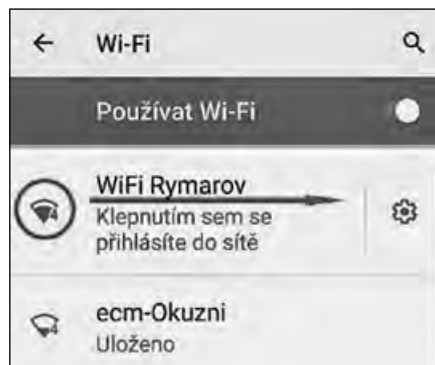 Wi-Fi
Používat Wi-Fi
WiFi Rymarov
Klepnutím sem se
přihlásíte do sítě
ecm-Okuzni
Uloženo